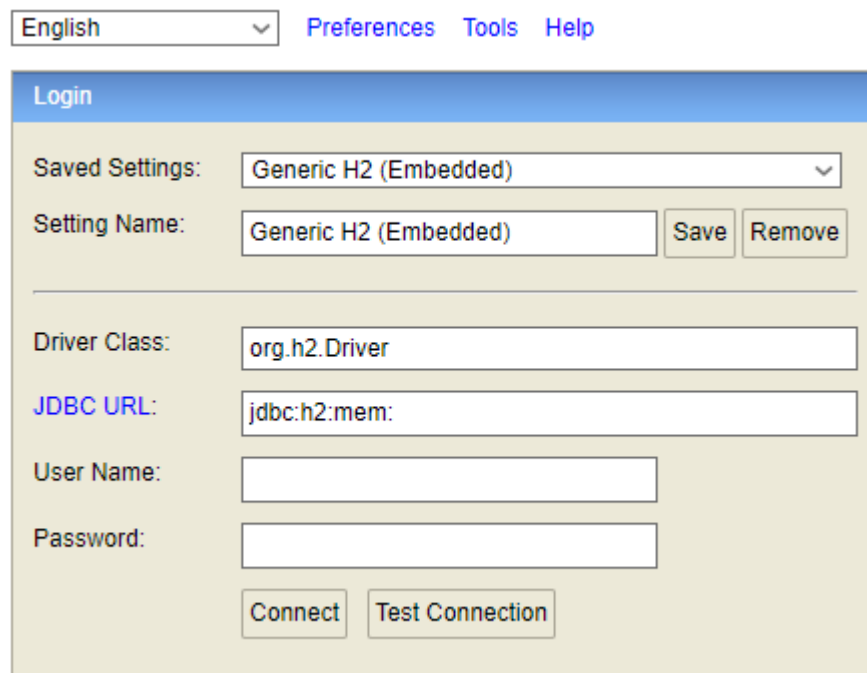 English Preferences Tools Help
Login
Saved Settings: Generic H2 (Embedded)
Setting Name: Generic H2 (Embedded) Save Remove
Driver Class: org.h2.Driver
JDBC URL: jdbc:h2:mem:
User Name:
Password:
Connect Test Connection